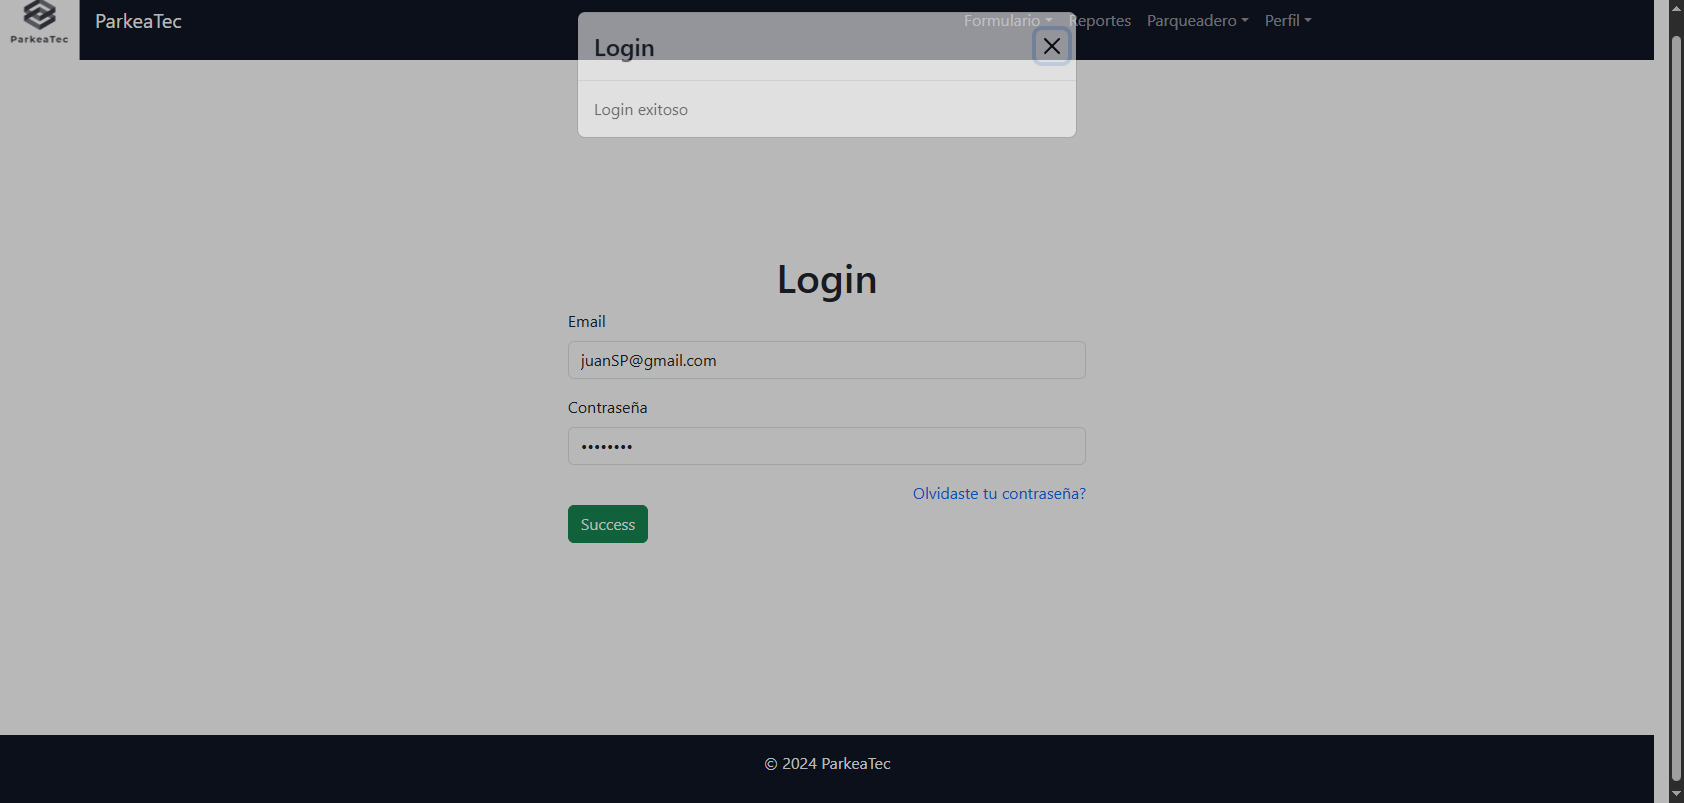 ParkeaTec
ParkeaTec
Formulario
Reportes
Parqueadero
Perfil
Login
Login exitoso
Login
Email
juanSP@gmail.com
Contraseña
••••••••
Olvidaste tu contraseña?
Success
© 2024 ParkeaTec